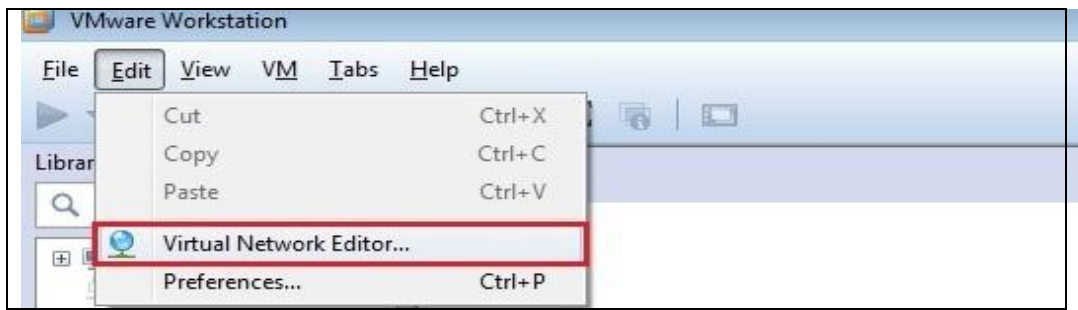 VMware Workstation
File Edit View VM Tabs Help
Cut Ctrl+X
Copy Ctrl+C
Paste Ctrl+V
Virtual Network Editor...
Preferences... Ctrl+P